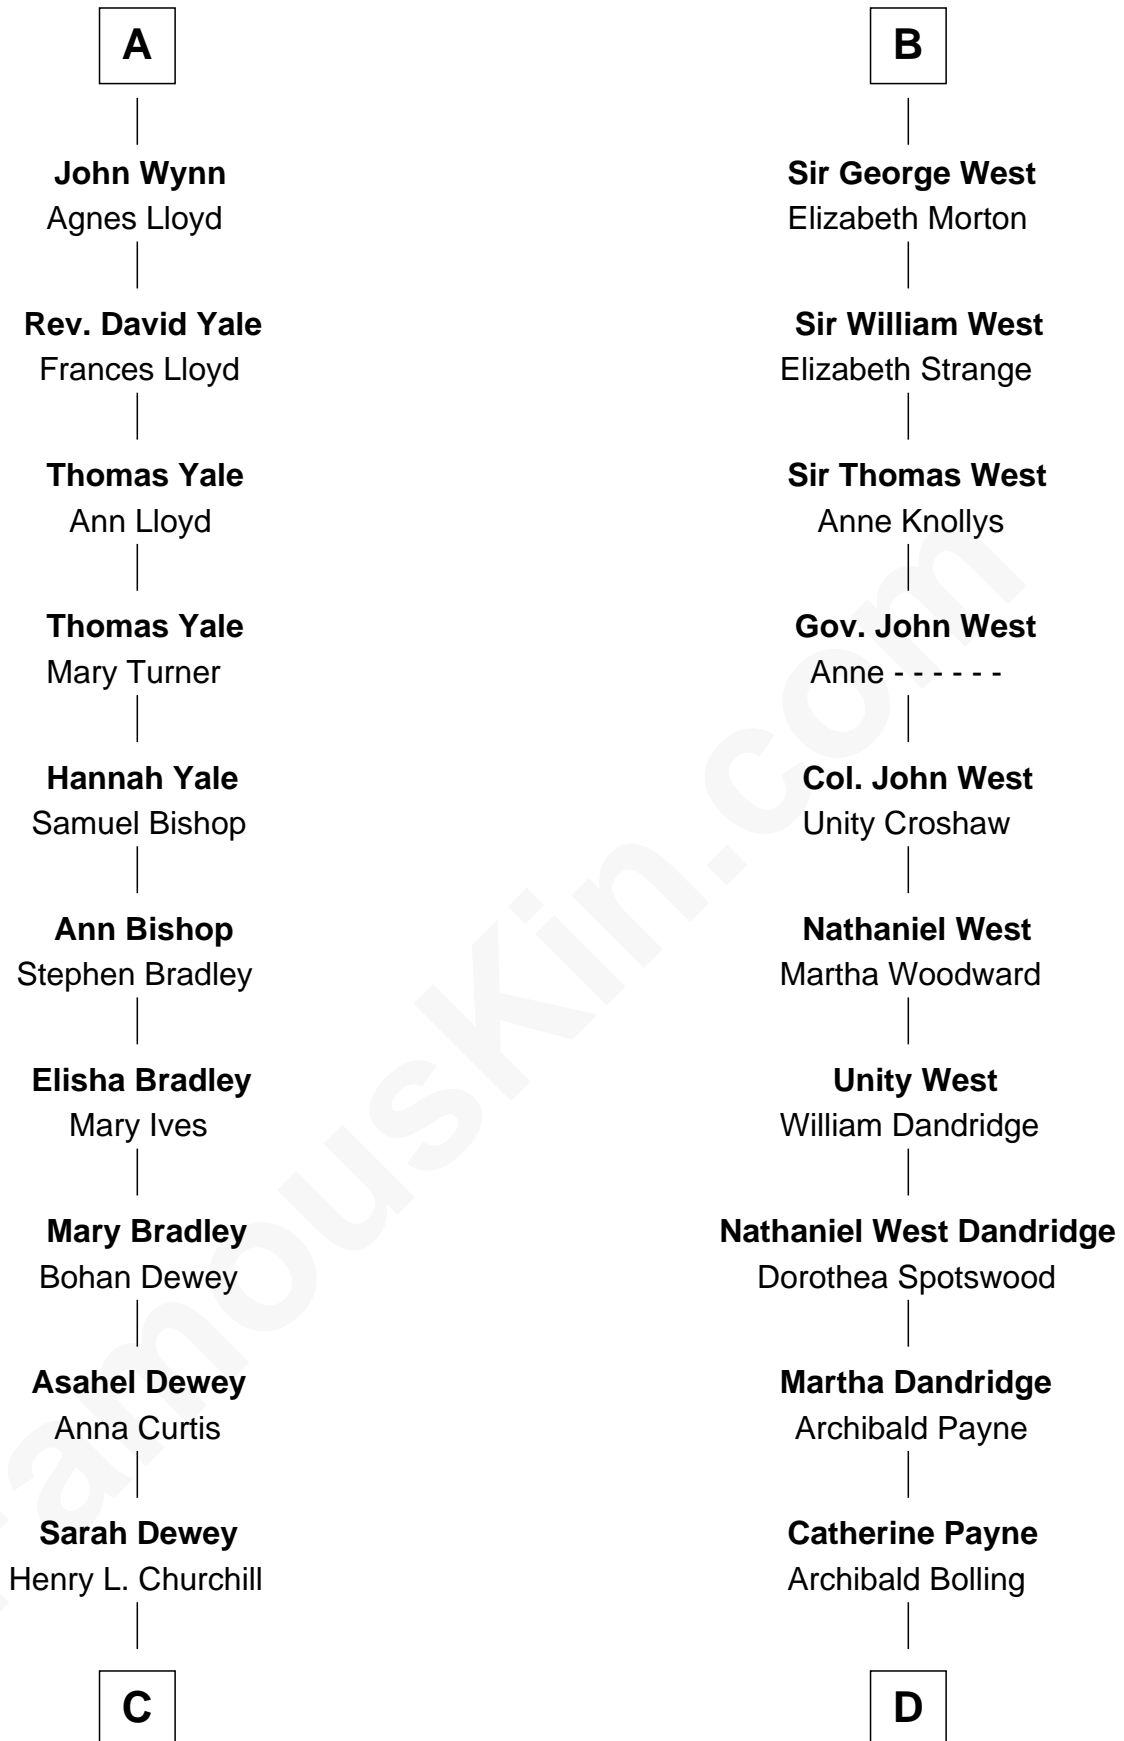 A
John Wynn
Agnes Lloyd
Rev. David Yale
Frances Lloyd
Thomas Yale
Ann Lloyd
Thomas Yale
Mary Turner
Hannah Yale
Samuel Bishop
Ann Bishop
Stephen Bradley
Elisha Bradley
Mary Ives
Mary Bradley
Bohan Dewey
Asahel Dewey
Anna Curtis
Sarah Dewey
Henry L. Churchill
C
B
Sir George West
Elizabeth Morton
Sir William West
Elizabeth Strange
Sir Thomas West
Anne Knollys
Gov. John West
Anne - - - - - -
Col. John West
Unity Croshaw
Nathaniel West
Martha Woodward
Unity West
William Dandridge
Nathaniel West Dandridge
Dorothea Spotswood
Martha Dandridge
Archibald Payne
Catherine Payne
Archibald Bolling
D
FamousKin.com